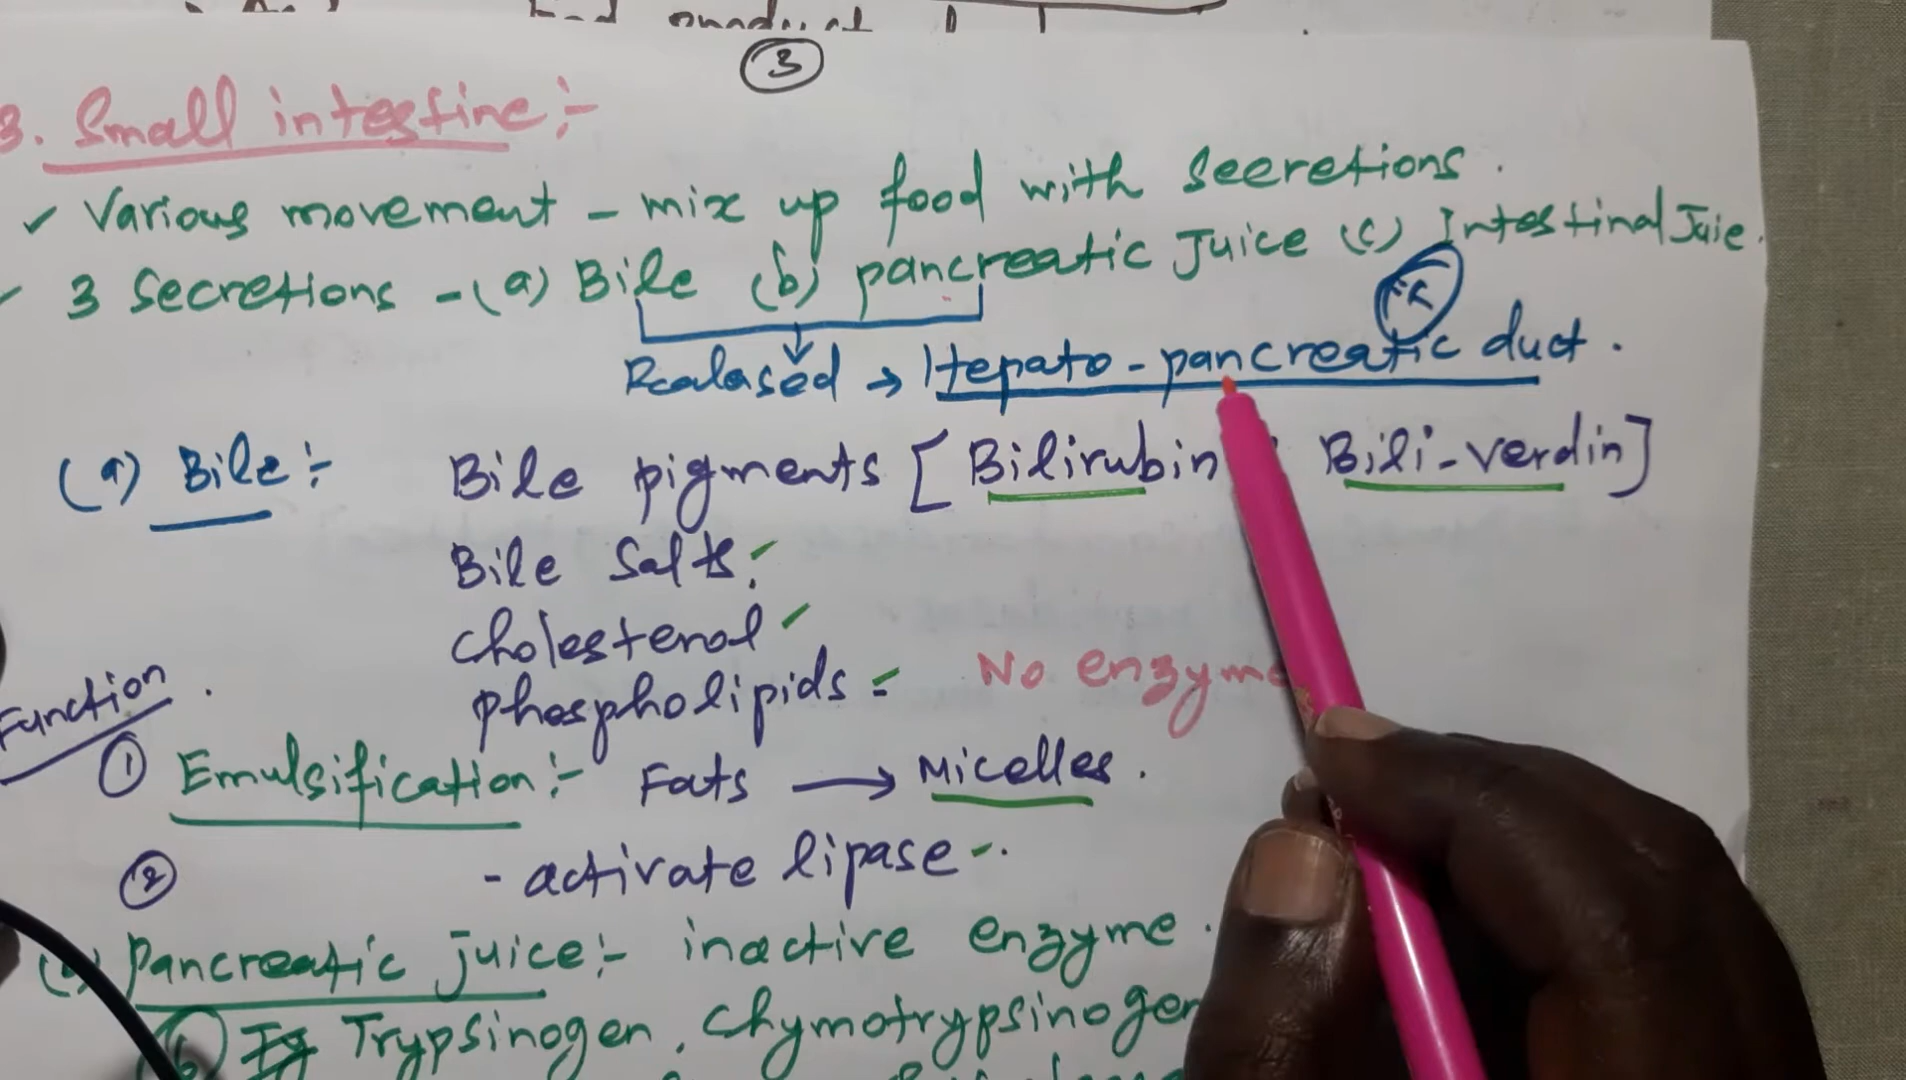 3
3. Small intestine:-
✓ Various movement - mix up food with Secretions.
✓ 3 Secretions - (a) Bile (b) pancreatic Juice (c) Intestinal Juie.
Realased → Hepato-pancreatic duct.
(a) Bile:- Bile pigments [Bilirubin Bili-verdin]
Bile Salts.
Cholesterol
Function. phospholipids - No enzyme
① Emulsification:- Fats → Micelles.
② - activate lipase -.
Pancreatic juice:- inactive enzyme.
Trypsinogen, Chymotrypsinogen